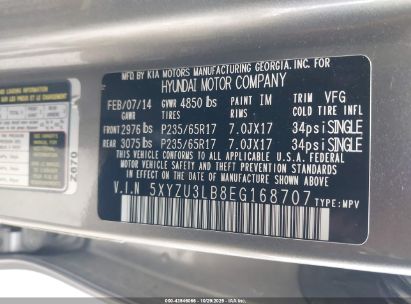 MFD BY KIA MOTORS MANUFACTURING GEORGIA. INC FOR
HYUNDAI MOTOR COMPANY
FEB/07/14 GVWR 4850 lbs PAINT IM TRIM VFG
GAWR TIRES RIMS COLD TIRE INFL
FRONT 2976 lbs P235/65R17 7.0JX17 34psi SINGLE
REAR 3075 lbs P235/65R17 7.0JX17 34psi SINGLE
THIS VEHICLE CONFORMS TO ALL APPLICABLE U.S. FEDERAL
MOTOR VEHICLE SAFETY AND THEFT PREVENTION STANDARDS
IN EFFECT ON THE DATE OF MANUFACTURE SHOWN ABOVE.
V.I.N 5XYZU3LB8EG168707 TYPE: MPV
Z070